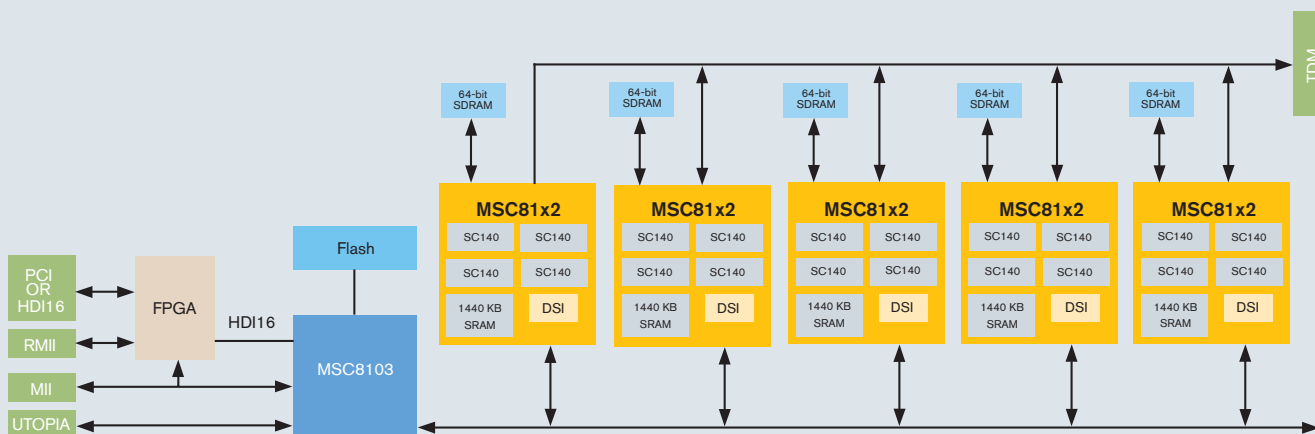 TDM
64-bit
SDRAM
64-bit
SDRAM
64-bit
SDRAM
64-bit
SDRAM
64-bit
SDRAM
MSC81x2
SC140 SC140
SC140 SC140
1440 KB
SRAM
DSI
MSC81x2
SC140 SC140
SC140 SC140
1440 KB
SRAM
DSI
MSC81x2
SC140 SC140
SC140 SC140
1440 KB
SRAM
DSI
MSC81x2
SC140 SC140
SC140 SC140
1440 KB
SRAM
DSI
MSC81x2
SC140 SC140
SC140 SC140
1440 KB
SRAM
DSI
Flash
PCI
OR
HDI16
FPGA
HDI16
RMII
MSC8103
MII
UTOPIA